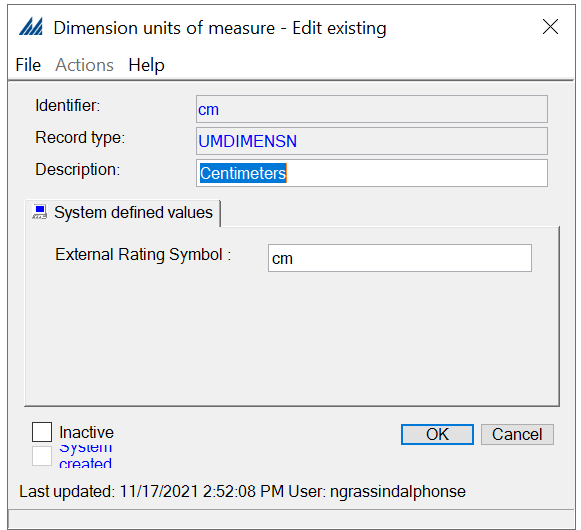 Dimension units of measure - Edit existing
File Actions Help
Identifier: cm
Record type: UMDIMENSN
Description: Centimeters
System defined values
External Rating Symbol : cm
Inactive
OK Cancel
System
created
Last updated: 11/17/2021 2:52:08 PM User: ngrassindalphonse